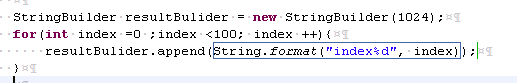 StringBuilder resultBulider = new StringBuilder(1024);¤¶
for(int index =0 ;index <100; index ++){¤¶
resultBulider.append(String.format("index%d", index));¤¶
}¤¶